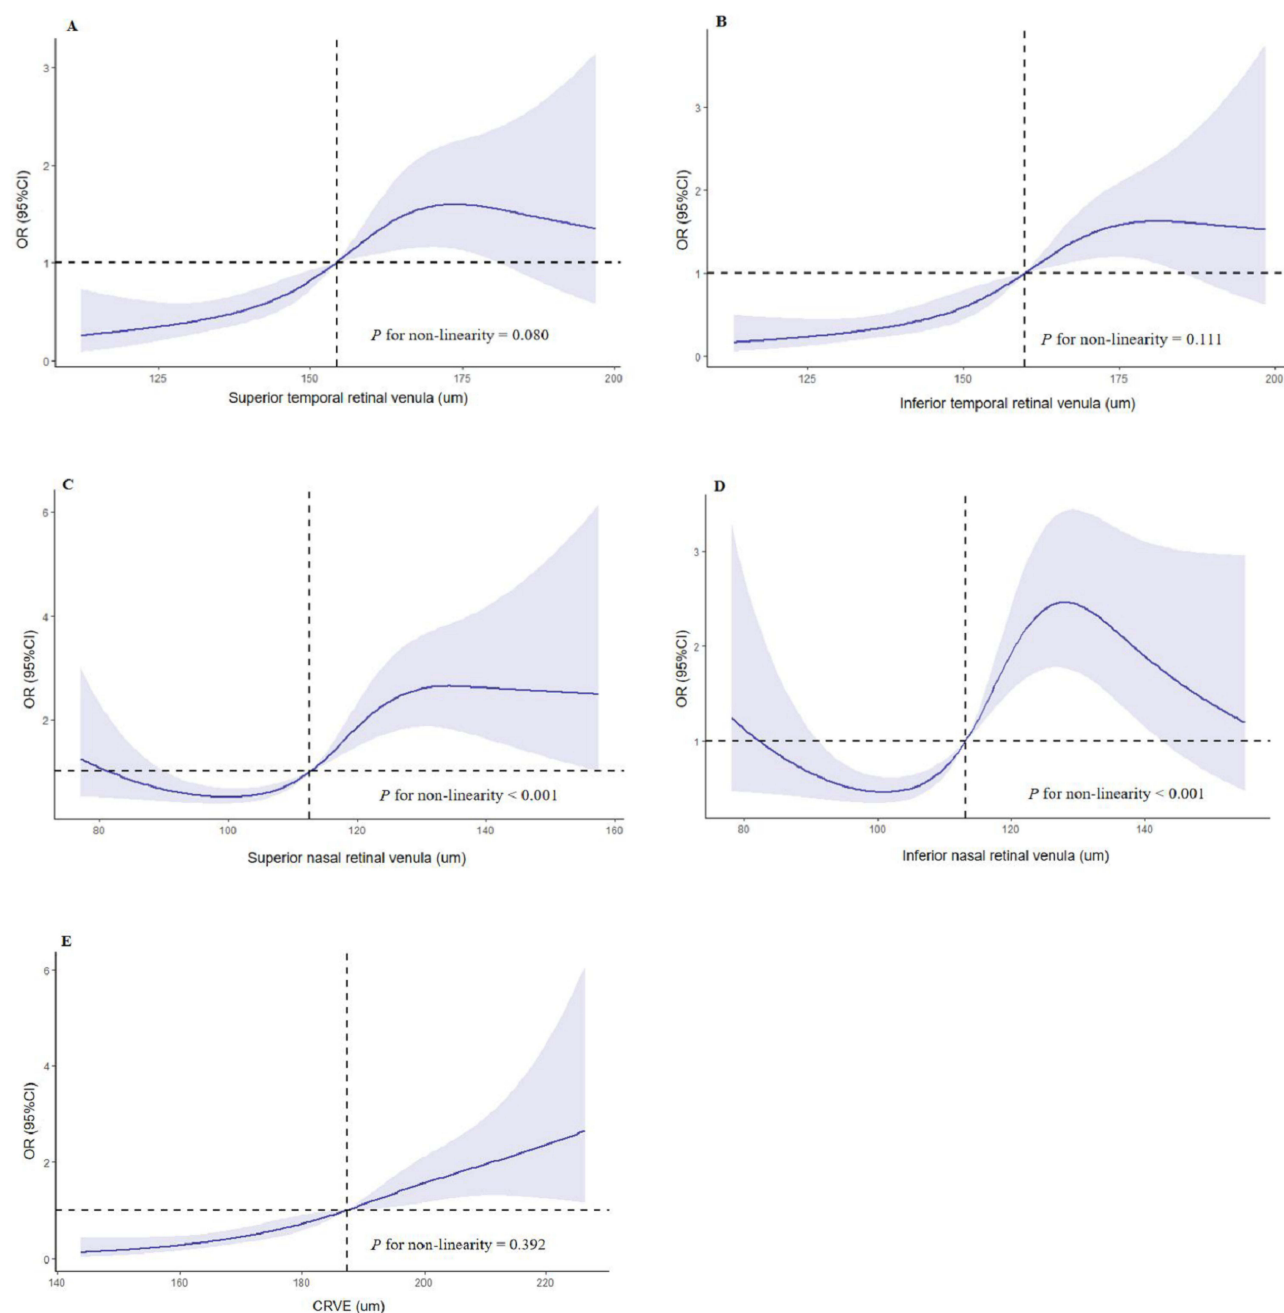 A
OR (95%CI)
3
2
1
0
P for non-linearity = 0.080
125 150 175 200
Superior temporal retinal venula (um)
B
OR (95%CI)
3
2
1
0
P for non-linearity = 0.111
125 150 175 200
Inferior temporal retinal venula (um)
C
OR (95%CI)
6
4
2
P for non-linearity < 0.001
80 100 120 140 160
Superior nasal retinal venula (um)
D
OR (95%CI)
3
2
1
P for non-linearity < 0.001
80 100 120 140
Inferior nasal retinal venula (um)
E
OR (95%CI)
6
4
2
0
P for non-linearity = 0.392
140 160 180 200 220
CRVE (um)